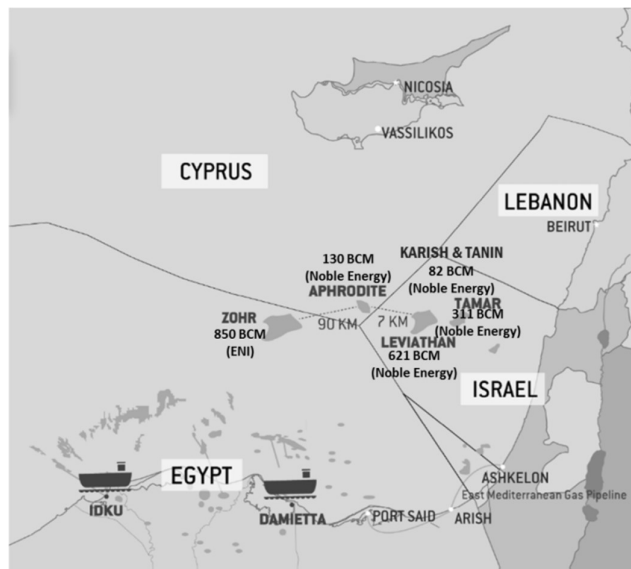 NICOSIA
VASSILIKOS
CYPRUS
LEBANON
BEIRUT
130 BCM
(Noble Energy)
APHRODITE
KARISH & TANIN
82 BCM
(Noble Energy)
TAMAR
311 BCM
(Noble Energy)
ZOHR
850 BCM
(ENI)
90 KM
7 KM
LEVIATHAN
621 BCM
(Noble Energy)
ISRAEL
EGYPT
ASHKELON
East Mediterranean Gas Pipeline
IDKU
DAMIETTA
PORT SAID
ARISH